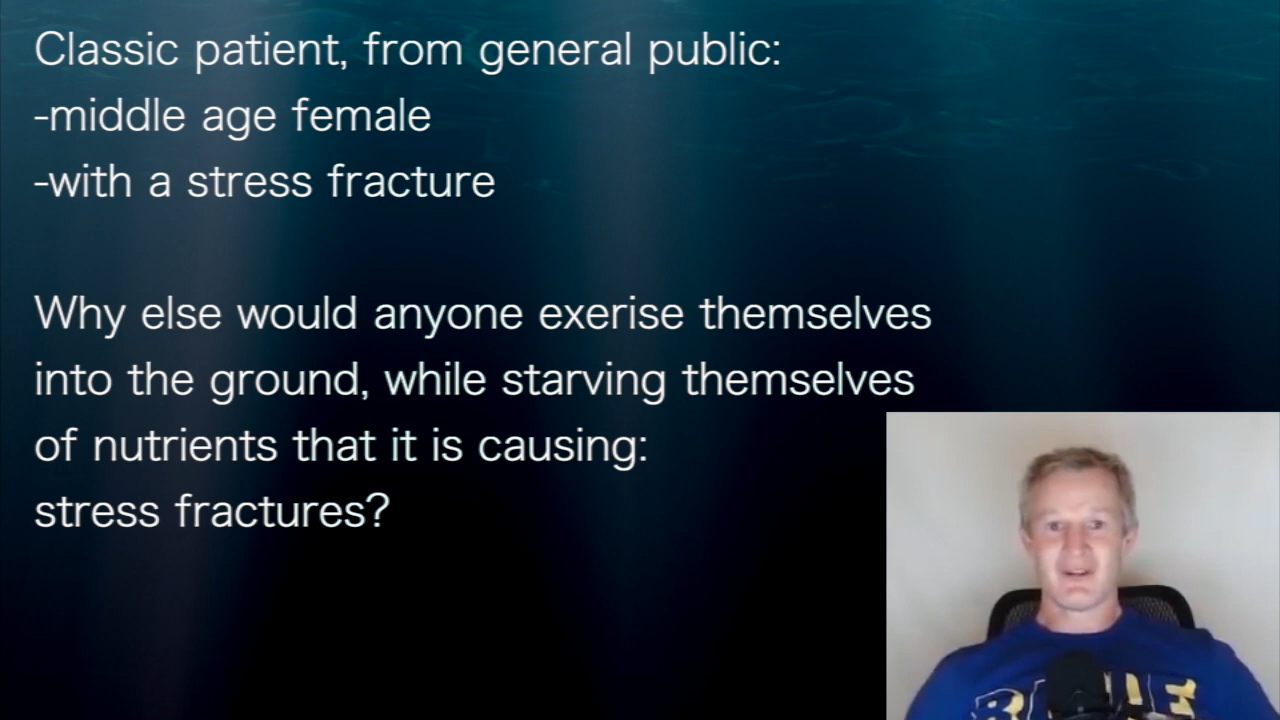 Classic patient, from general public:
-middle age female
-with a stress fracture
Why else would anyone exerise themselves
into the ground, while starving themselves
of nutrients that it is causing:
stress fractures?